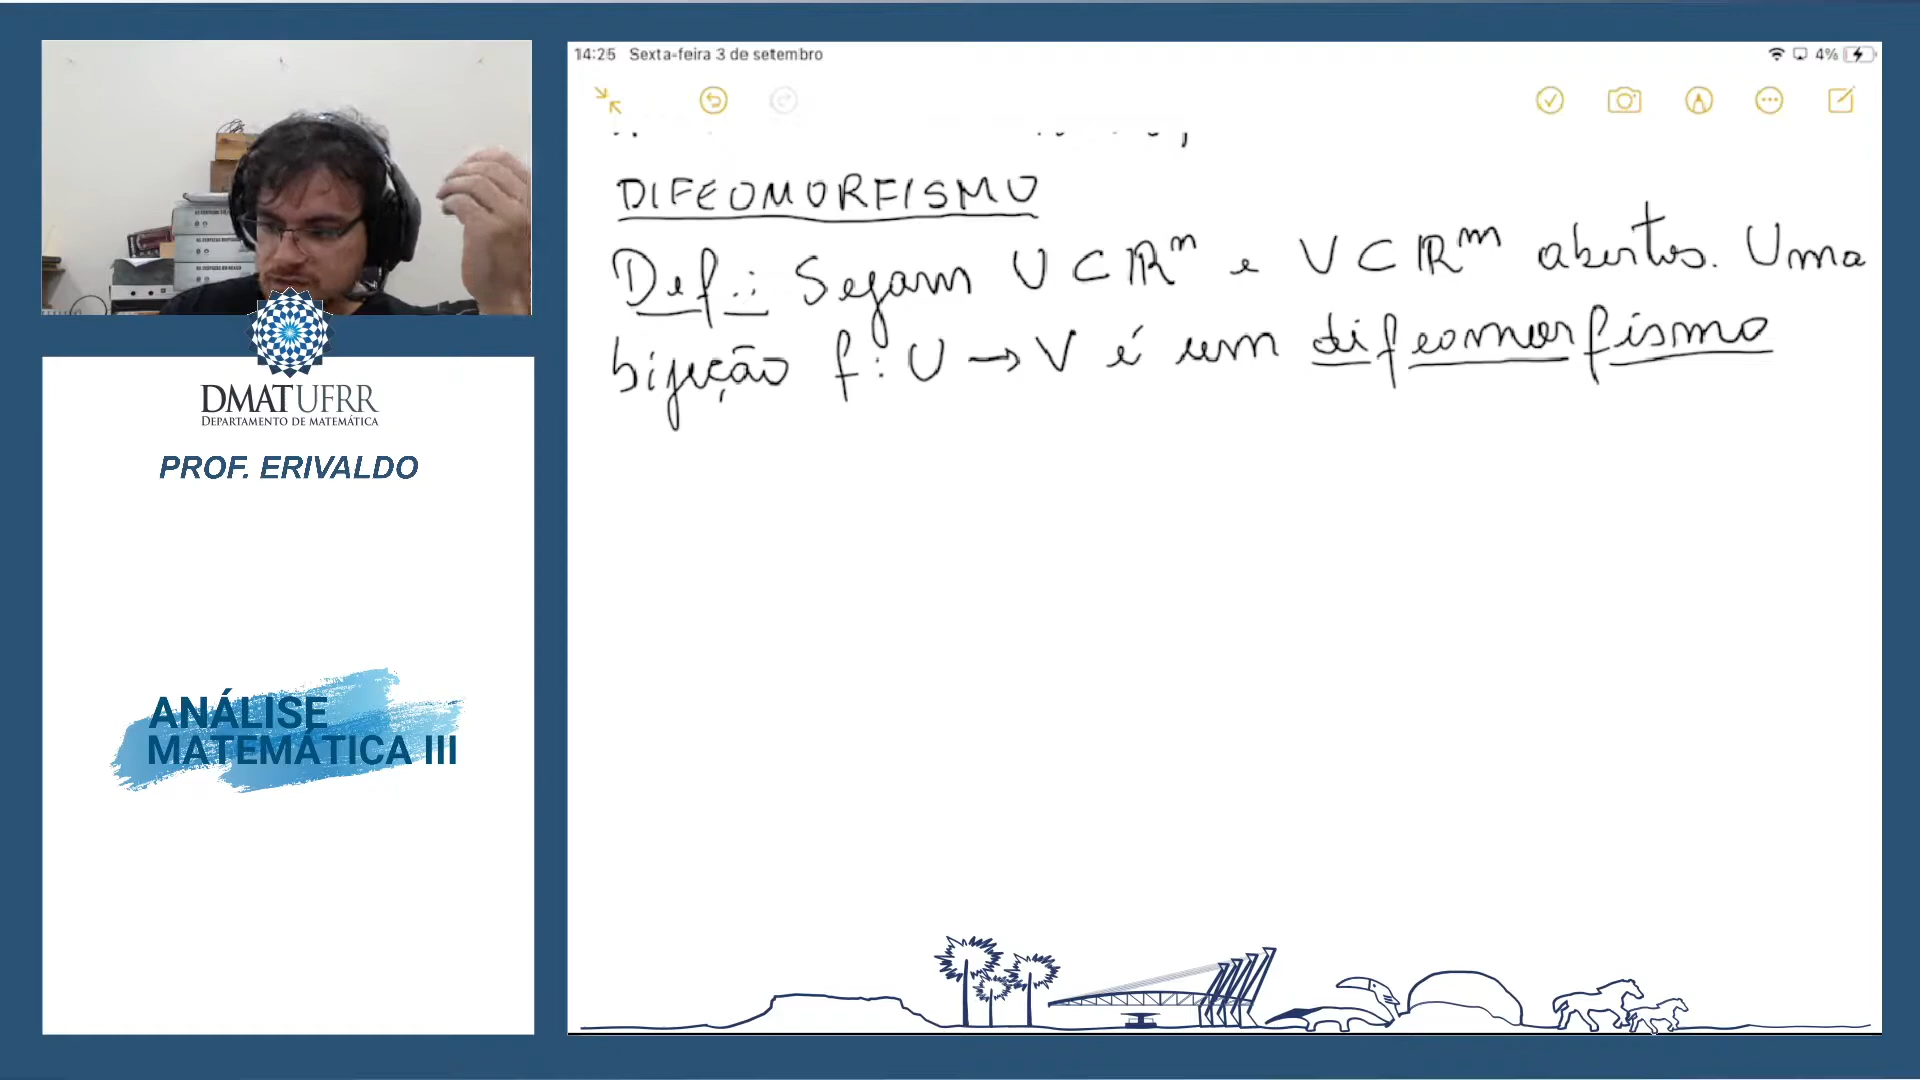 14:25 Sexta-feira 3 de setembro
4%
DIFEOMORFISMO
Def.: Sejam U ⊂ ℝⁿ e V ⊂ ℝᵐ abertos. Uma
bijeção f: U → V é um difeomorfismo
DMATUFRR
DEPARTAMENTO DE MATEMÁTICA
PROF. ERIVALDO
ANÁLISE
MATEMÁTICA III